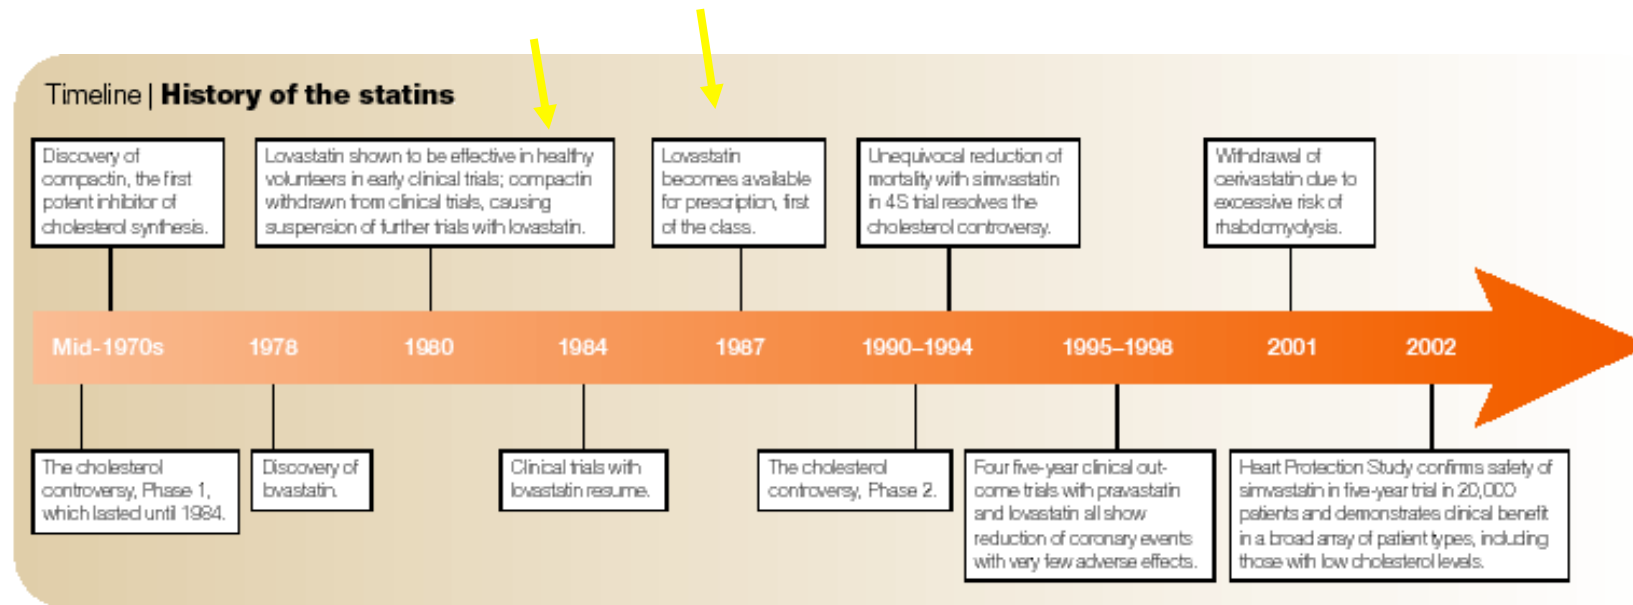 Timeline | History of the statins
Discovery of
compactin, the first
potent inhibitor of
cholesterol synthesis.
Lovastatin shown to be effective in healthy
volunteers in early clinical trials; compactin
withdrawn from clinical trials, causing
suspension of further trials with lovastatin.
Lovastatin
becomes available
for prescription, first
of the class.
Unequivocal reduction of
mortality with simvastatin
in 4S trial resolves the
cholesterol controversy.
Withdrawal of
cerivastatin due to
excessive risk of
rhabdomyolysis.
Mid-1970s
1978
1980
1984
1987
1990–1994
1995–1998
2001
2002
The cholesterol
controversy, Phase 1,
which lasted until 1984.
Discovery of
lovastatin.
Clinical trials with
lovastatin resume.
The cholesterol
controversy, Phase 2.
Four five-year clinical out-
come trials with pravastatin
and lovastatin all show
reduction of coronary events
with very few adverse effects.
Heart Protection Study confirms safety of
simvastatin in five-year trial in 20,000
patients and demonstrates clinical benefit
in a broad array of patient types, including
those with low cholesterol levels.